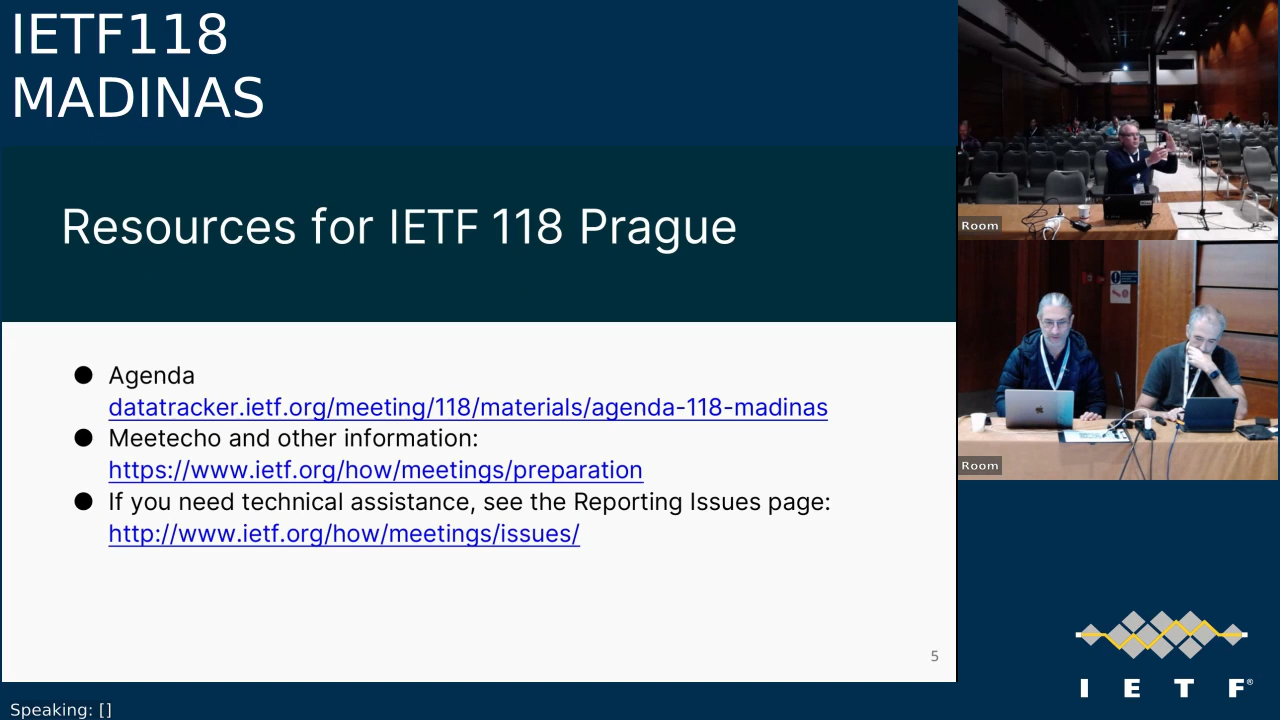 IETF118
MADINAS
Resources for IETF 118 Prague
● Agenda
datatracker.ietf.org/meeting/118/materials/agenda-118-madinas
● Meetecho and other information:
https://www.ietf.org/how/meetings/preparation
● If you need technical assistance, see the Reporting Issues page:
http://www.ietf.org/how/meetings/issues/
5
Room
Room
I E T F®
Speaking: []